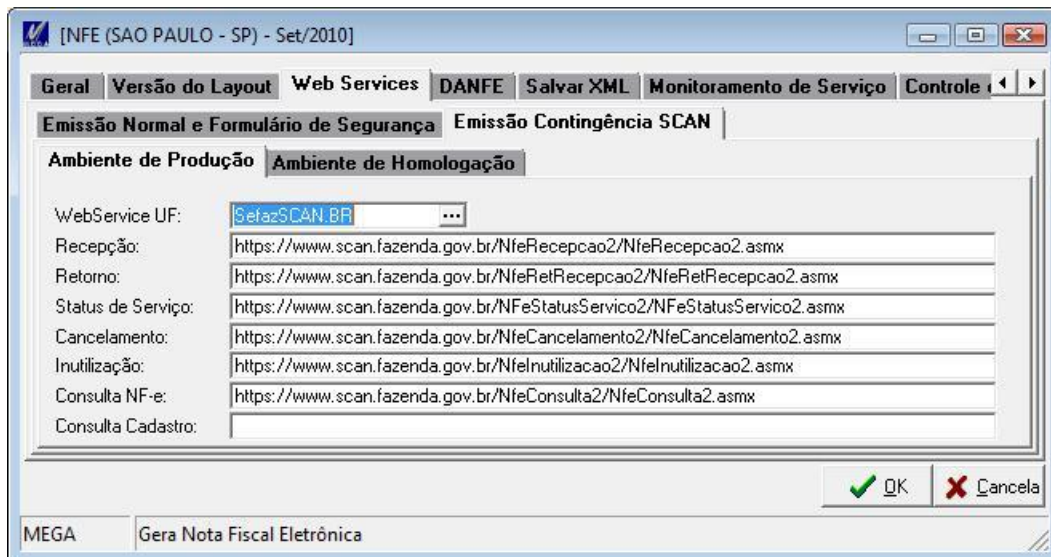 [NFE (SAO PAULO - SP) - Set/2010]
Geral Versão do Layout Web Services DANFE Salvar XML Monitoramento de Serviço Controle
Emissão Normal e Formulário de Segurança Emissão Contingência SCAN
Ambiente de Produção Ambiente de Homologação
WebService UF: SefazSCAN.BR ...
Recepção: https://www.scan.fazenda.gov.br/NfeRecepcao2/NfeRecepcao2.asmx
Retorno: https://www.scan.fazenda.gov.br/NfeRetRecepcao2/NfeRetRecepcao2.asmx
Status de Serviço: https://www.scan.fazenda.gov.br/NFeStatusServico2/NFeStatusServico2.asmx
Cancelamento: https://www.scan.fazenda.gov.br/NfeCancelamento2/NfeCancelamento2.asmx
Inutilização: https://www.scan.fazenda.gov.br/NfeInutilizacao2/NfeInutilizacao2.asmx
Consulta NF-e: https://www.scan.fazenda.gov.br/NfeConsulta2/NfeConsulta2.asmx
Consulta Cadastro:
OK Cancela
MEGA Gera Nota Fiscal Eletrônica